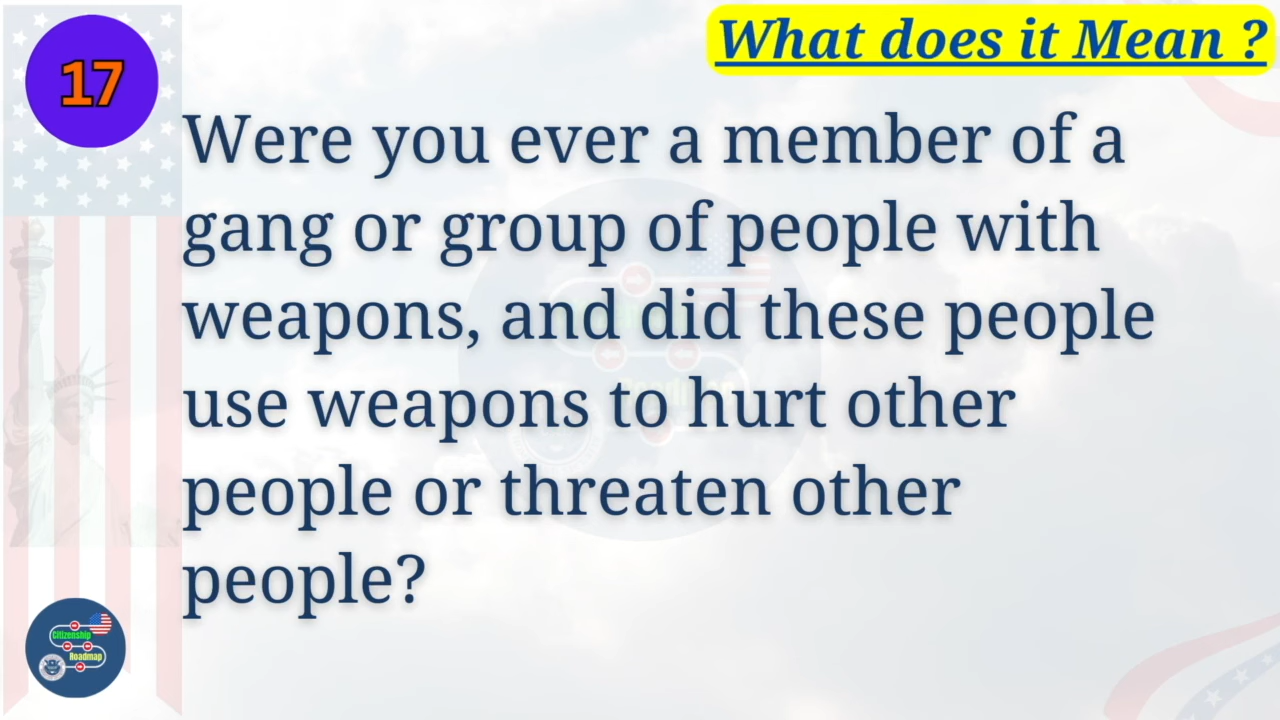 17
What does it Mean ?
Were you ever a member of a
gang or group of people with
weapons, and did these people
use weapons to hurt other
people or threaten other
people?
Citizenship
Roadmap